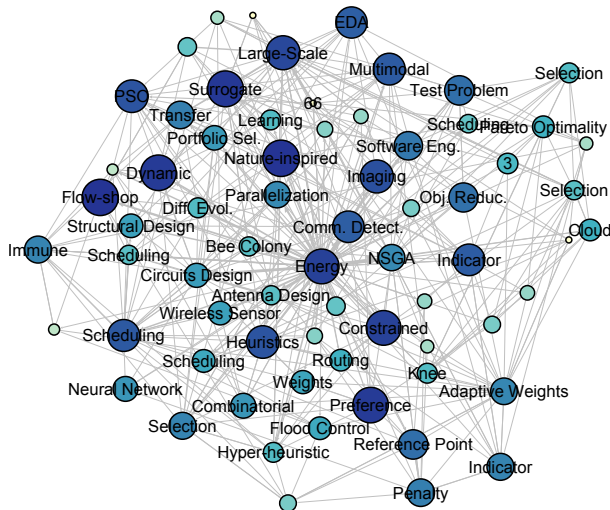 EDA
Large-Scale
Multimodal
Selection
Surrogate
Test Problem
PSO
66
Transfer
Learning
Scheduling
Pareto Optimality
Portfolio Sel.
Software Eng.
Nature-inspired
3
Dynamic
Imaging
Flow-shop
Parallelization
Obj. Reduc.
Selection
Diff. Evol.
Structural Design
Comm. Detect.
Cloud
Immune
Bee Colony
Scheduling
Energy
NSGA
Indicator
Circuits Design
Antenna Design
Wireless Sensor
Scheduling
Heuristics
Constrained
Scheduling
Routing
Knee
Neural Network
Weights
Adaptive Weights
Combinatorial
Preference
Selection
Flood Control
Reference Point
Hyper-heuristic
Indicator
Penalty